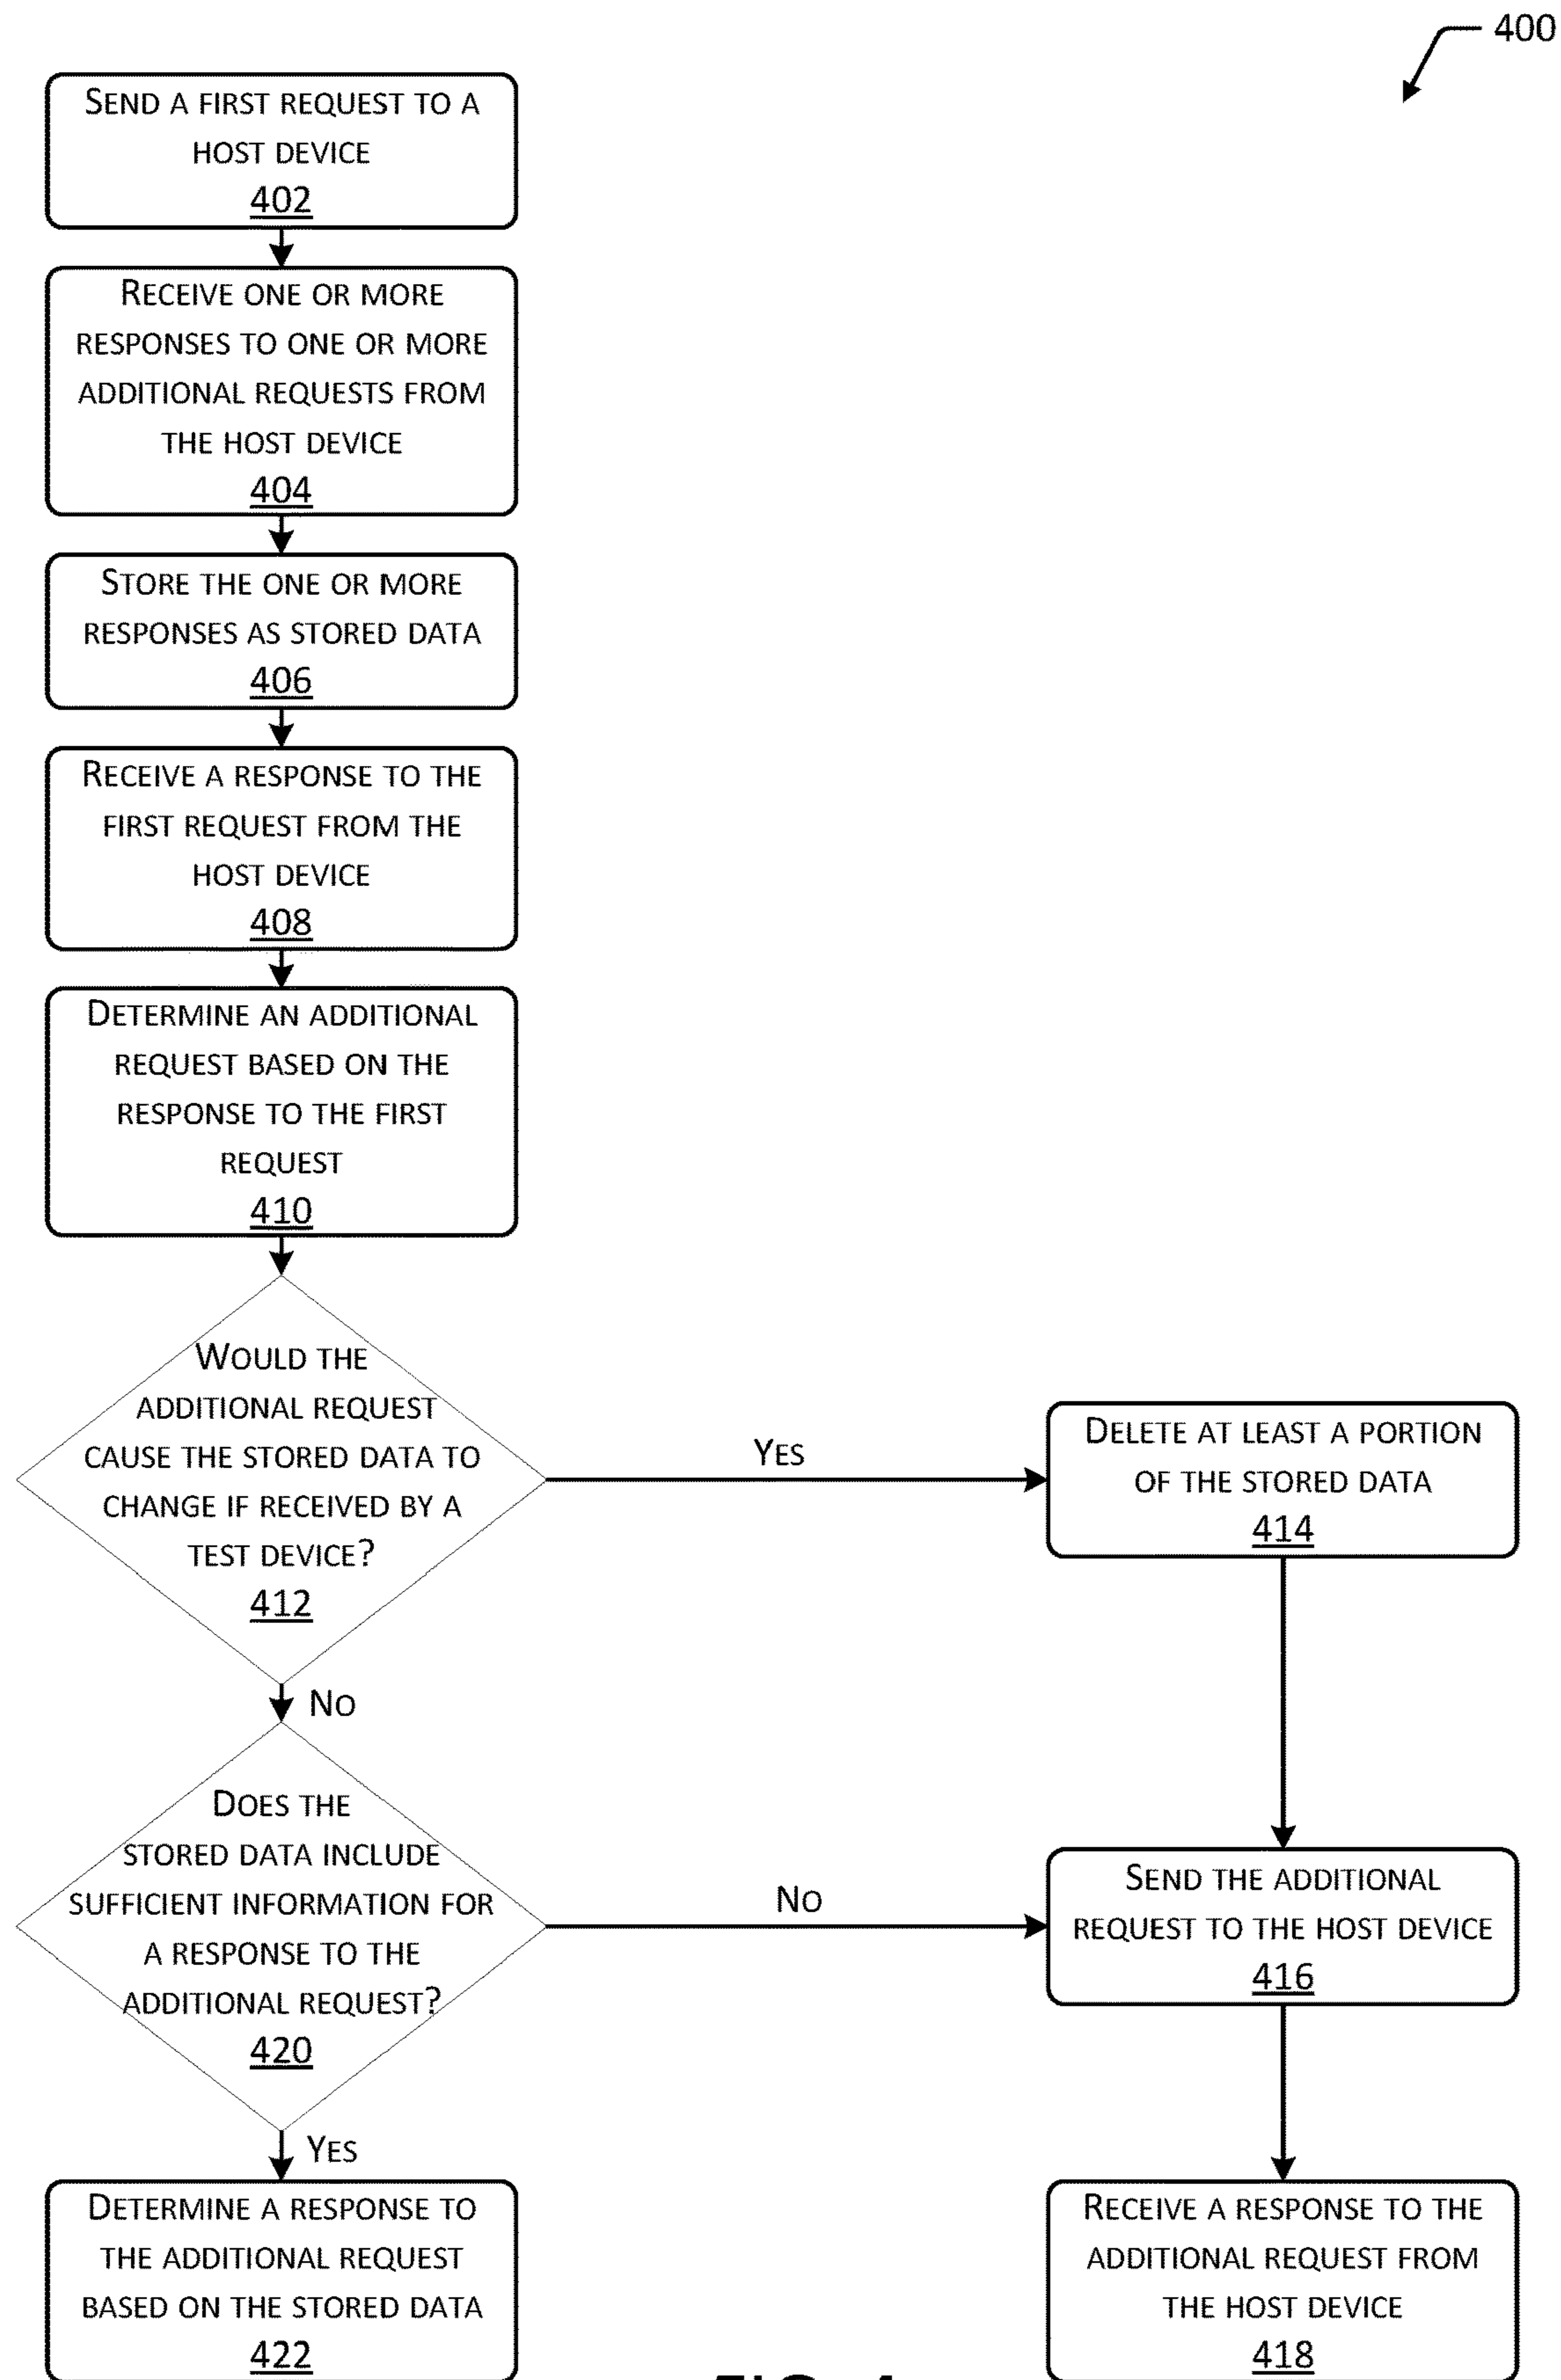 400
SEND A FIRST REQUEST TO A
HOST DEVICE
402
RECEIVE ONE OR MORE
RESPONSES TO ONE OR MORE
ADDITIONAL REQUESTS FROM
THE HOST DEVICE
404
STORE THE ONE OR MORE
RESPONSES AS STORED DATA
406
RECEIVE A RESPONSE TO THE
FIRST REQUEST FROM THE
HOST DEVICE
408
DETERMINE AN ADDITIONAL
REQUEST BASED ON THE
RESPONSE TO THE FIRST
REQUEST
410
WOULD THE
ADDITIONAL REQUEST
CAUSE THE STORED DATA TO
CHANGE IF RECEIVED BY A
TEST DEVICE?
412
YES
DELETE AT LEAST A PORTION
OF THE STORED DATA
414
NO
DOES THE
STORED DATA INCLUDE
SUFFICIENT INFORMATION FOR
A RESPONSE TO THE
ADDITIONAL REQUEST?
420
NO
SEND THE ADDITIONAL
REQUEST TO THE HOST DEVICE
416
YES
DETERMINE A RESPONSE TO
THE ADDITIONAL REQUEST
BASED ON THE STORED DATA
422
RECEIVE A RESPONSE TO THE
ADDITIONAL REQUEST FROM
THE HOST DEVICE
418